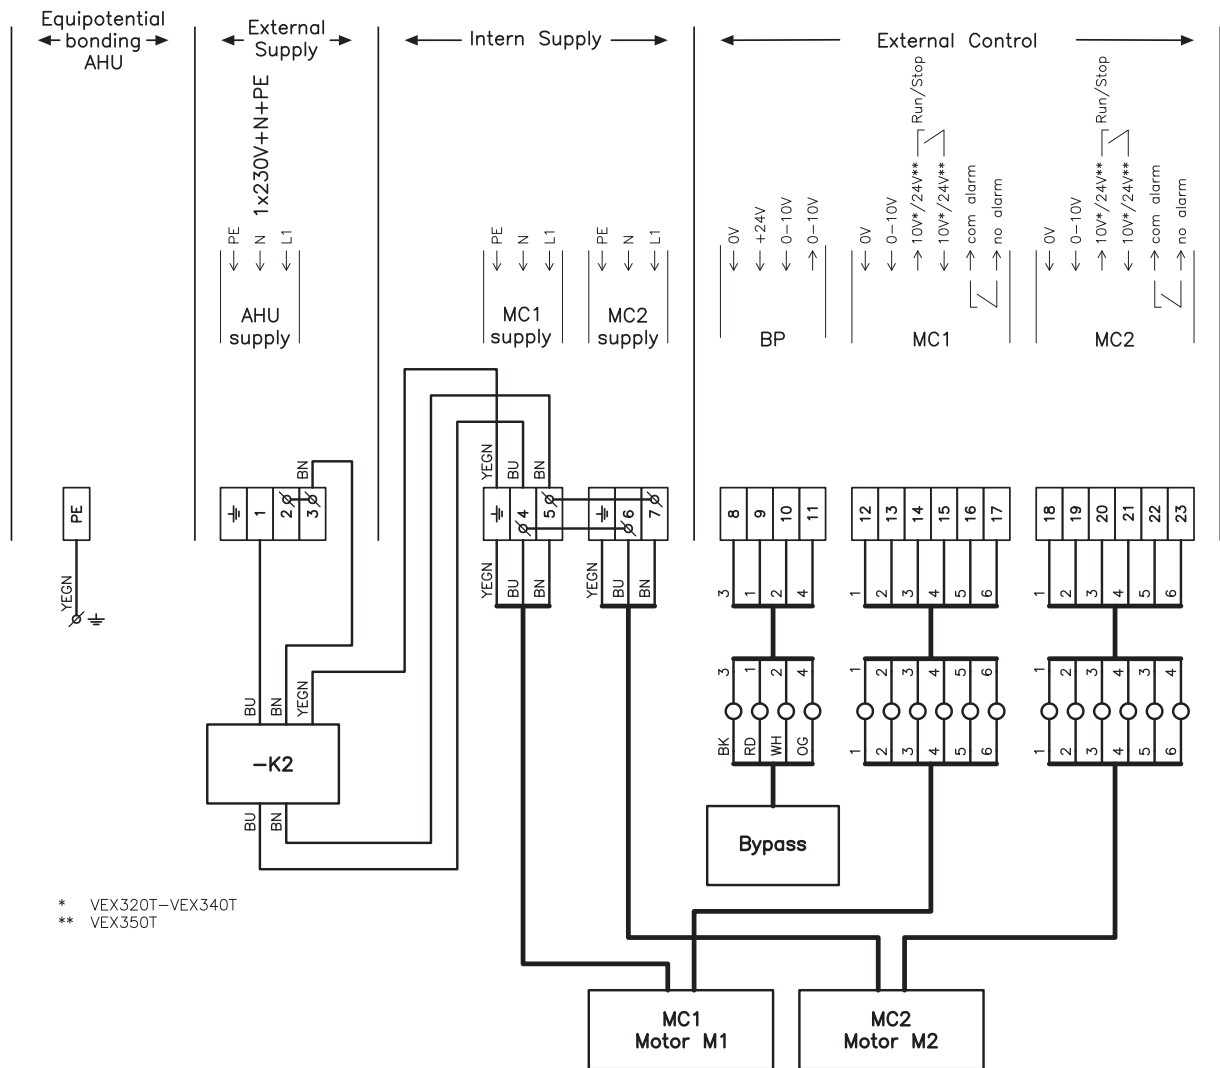 Equipotential
bonding
AHU
External
Supply
Intern Supply
External Control
1x230V+N+PE
PE
N
L1
AHU
supply
PE
N
L1
MC1
supply
PE
N
L1
MC2
supply
0V
+24V
0-10V
0-10V
BP
0V
0-10V
10V*/24V**
10V*/24V**
Run/Stop
com alarm
no alarm
MC1
0V
0-10V
10V*/24V**
10V*/24V**
Run/Stop
com alarm
no alarm
MC2
YEGN
BU
BN
BN
PE
1
2
3
4
5
6
7
8
9
10
11
12
13
14
15
16
17
18
19
20
21
22
23
YEGN
YEGN
BU
BN
YEGN
BU
BN
3
1
2
4
1
2
3
4
5
6
1
2
3
4
5
6
BU
BN
YEGN
3
1
2
4
1
2
3
4
5
6
1
2
3
4
3
4
-K2
BK
RD
WH
OG
1
2
3
4
5
6
1
2
3
4
5
6
BU
BN
Bypass
* VEX320T-VEX340T
** VEX350T
MC1
Motor M1
MC2
Motor M2